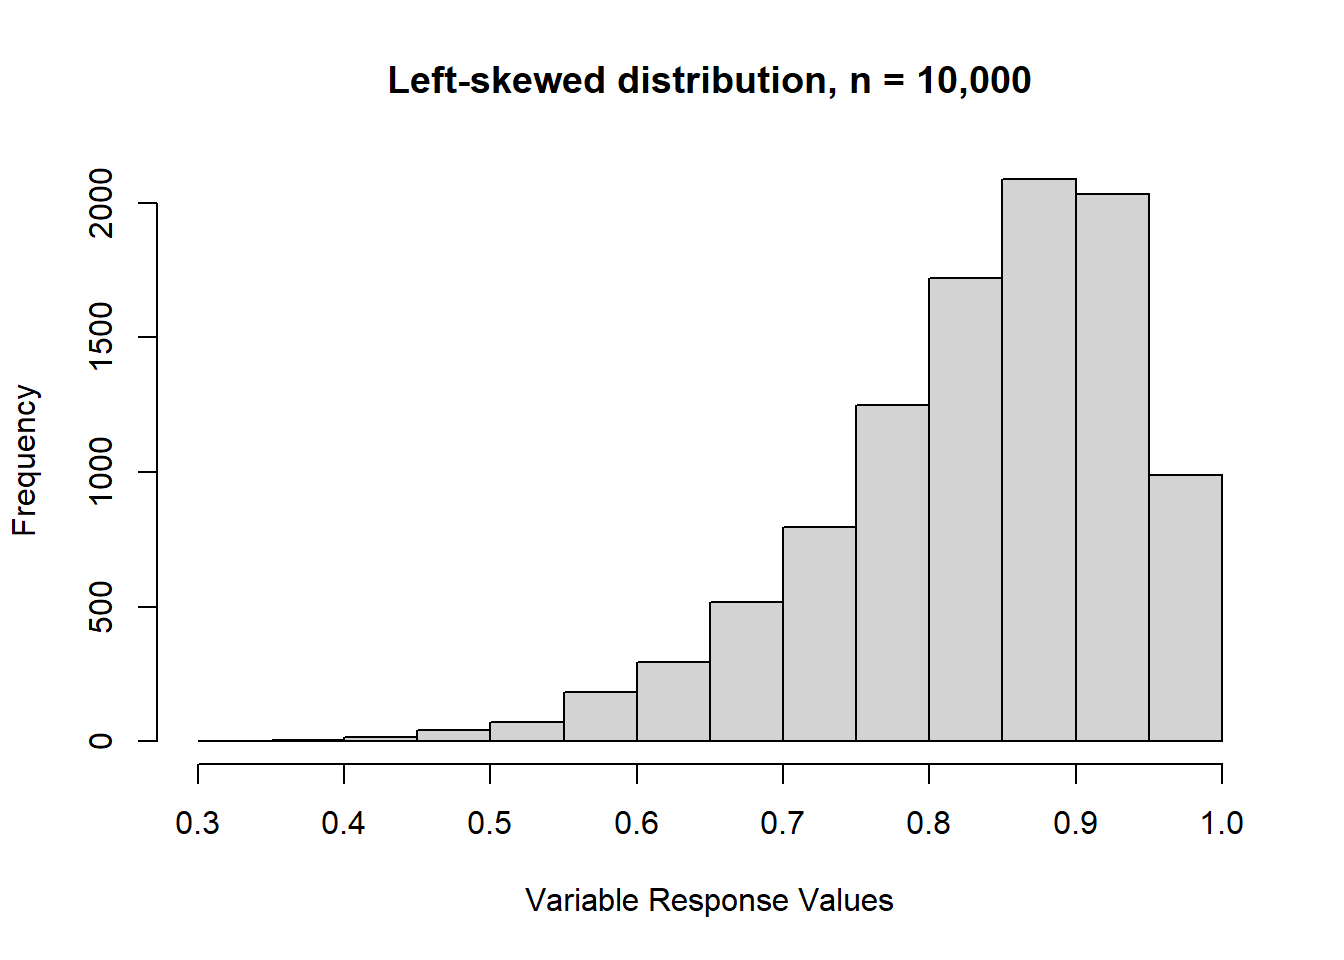 Left-skewed distribution, n = 10,000
2000
1500
1000
500
0
Frequency
0.3 0.4 0.5 0.6 0.7 0.8 0.9 1.0
Variable Response Values